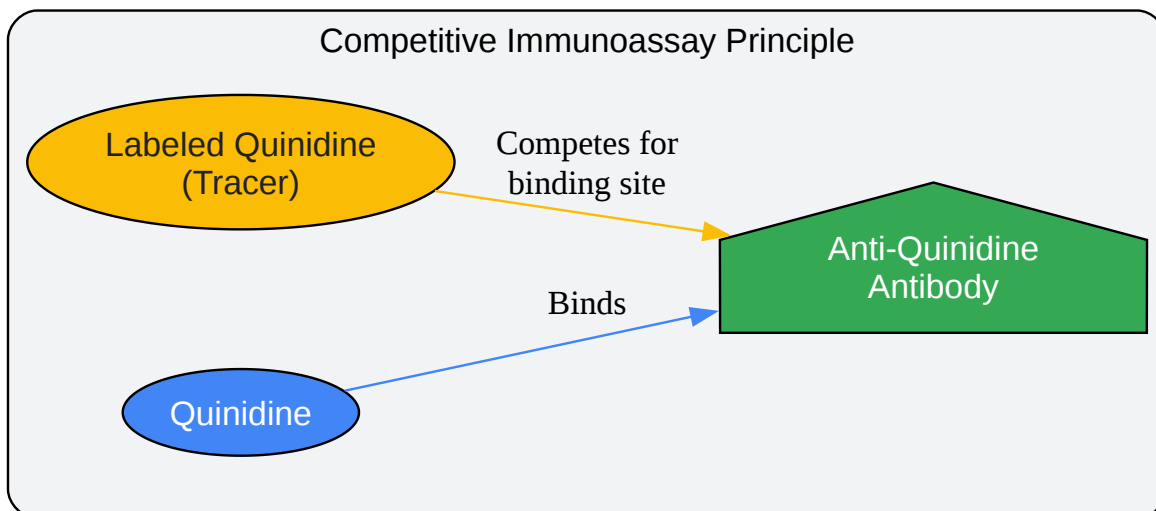 Competitive Immunoassay Principle
Labeled Quinidine
(Tracer)
Competes for
binding site
Anti-Quinidine
Antibody
Binds
Quinidine